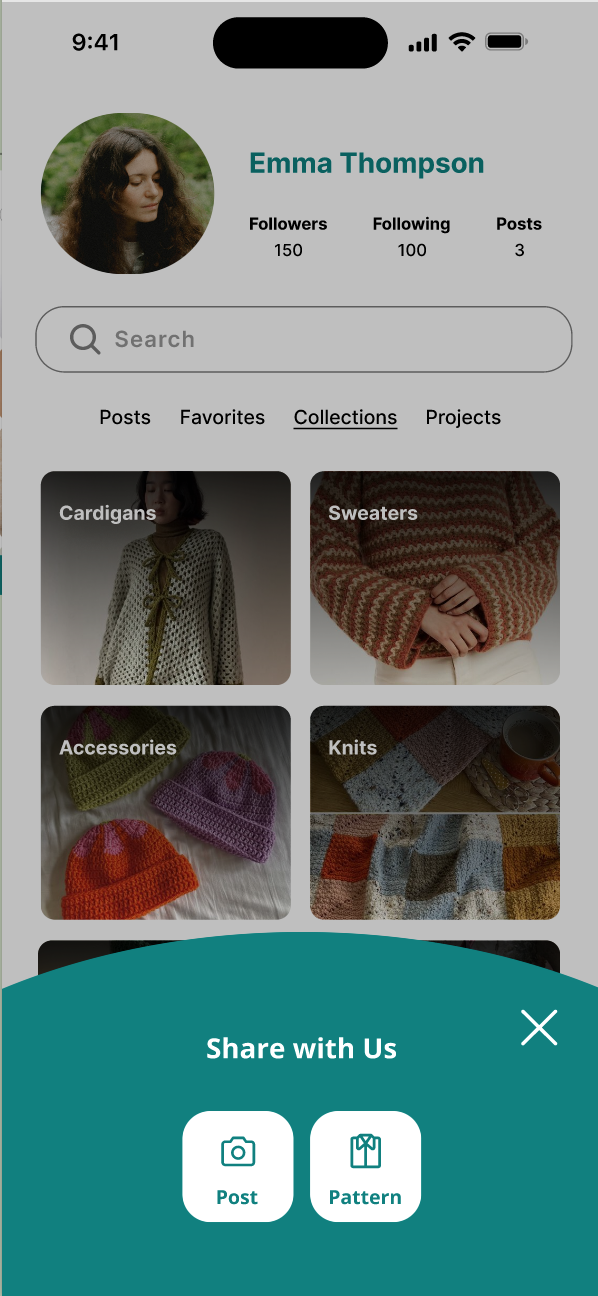 9:41
Emma Thompson
Followers Following Posts
150 100 3
Search
Posts Favorites Collections Projects
Cardigans Sweaters
Accessories Knits
Share with Us
Post Pattern